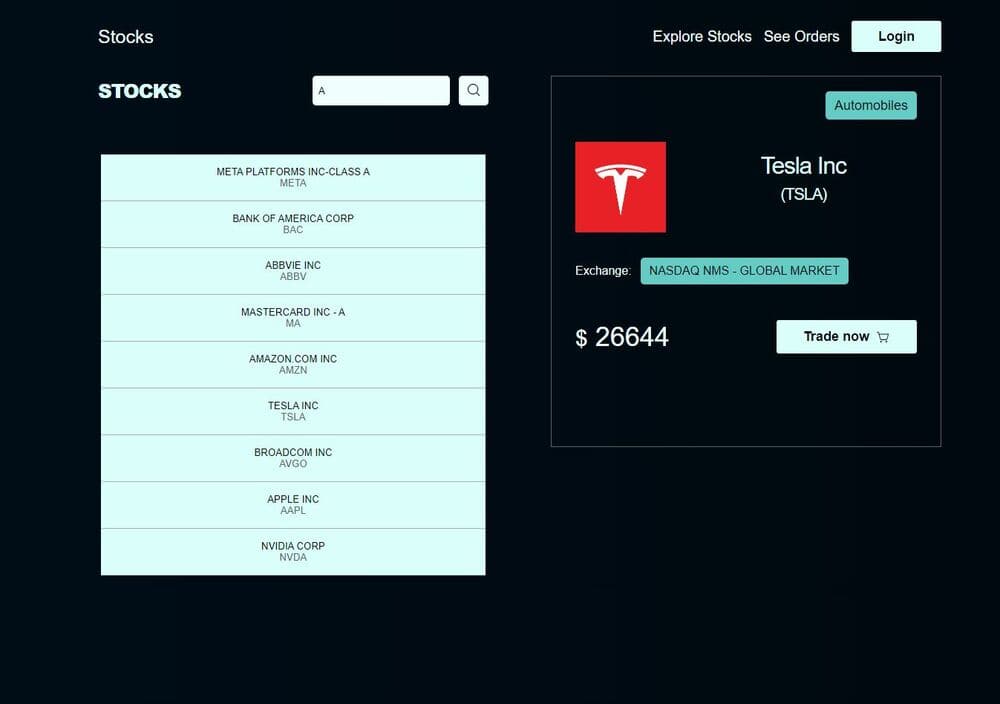 Stocks
Explore Stocks
See Orders
Login
STOCKS
A
META PLATFORMS INC-CLASS A
META
BANK OF AMERICA CORP
BAC
ABBVIE INC
ABBV
MASTERCARD INC - A
MA
AMAZON.COM INC
AMZN
TESLA INC
TSLA
BROADCOM INC
AVGO
APPLE INC
AAPL
NVIDIA CORP
NVDA
Automobiles
Tesla Inc
(TSLA)
Exchange: NASDAQ NMS - GLOBAL MARKET
$ 26644
Trade now